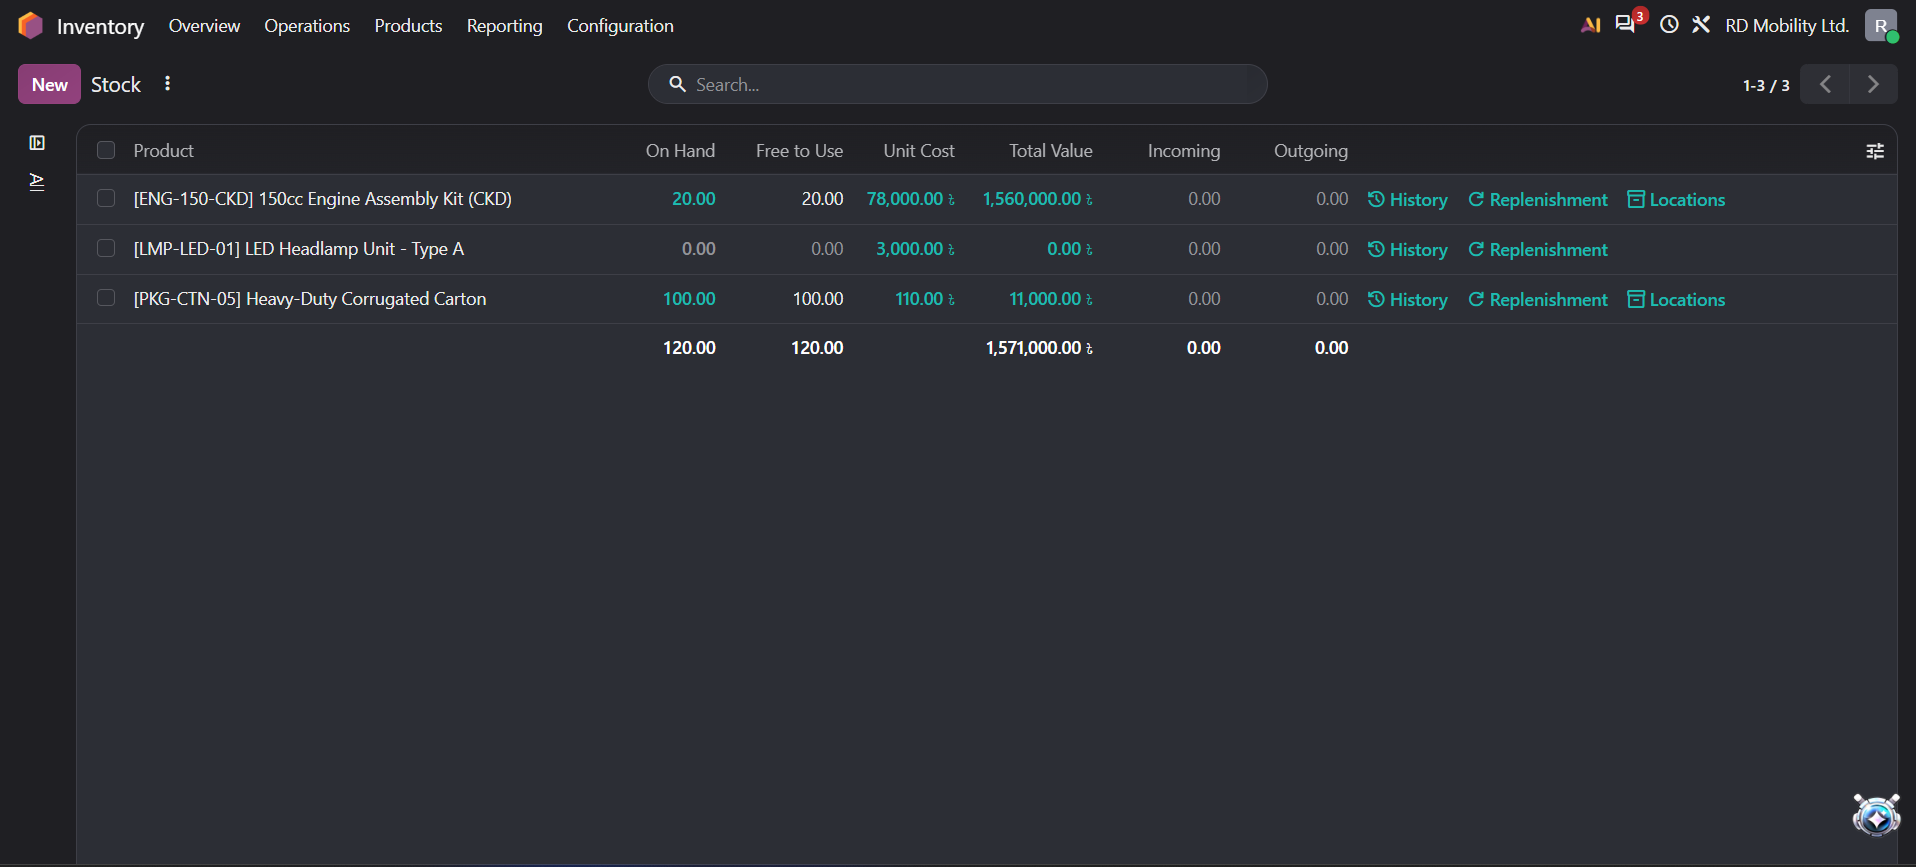 Inventory Overview Operations Products Reporting Configuration AI 3 RD Mobility Ltd. R
New Stock Search... 1-3 / 3
AI
Product On Hand Free to Use Unit Cost Total Value Incoming Outgoing
[ENG-150-CKD] 150cc Engine Assembly Kit (CKD) 20.00 20.00 78,000.00 ৳ 1,560,000.00 ৳ 0.00 0.00 History Replenishment Locations
[LMP-LED-01] LED Headlamp Unit - Type A 0.00 0.00 3,000.00 ৳ 0.00 ৳ 0.00 0.00 History Replenishment
[PKG-CTN-05] Heavy-Duty Corrugated Carton 100.00 100.00 110.00 ৳ 11,000.00 ৳ 0.00 0.00 History Replenishment Locations
120.00 120.00 1,571,000.00 ৳ 0.00 0.00